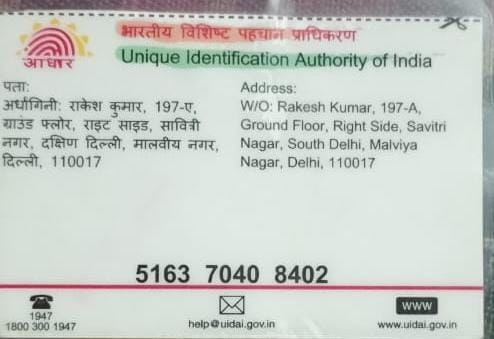 भारतीय विशिष्ट पहचान प्राधिकरण
Unique Identification Authority of India
आधार
पता:
अर्धांगिनी: राकेश कुमार, 197-ए,
ग्राउंड फ्लोर, राइट साइड, सावित्री
नगर, दक्षिण दिल्ली, मालवीय नगर,
दिल्ली, 110017
Address:
W/O: Rakesh Kumar, 197-A,
Ground Floor, Right Side, Savitri
Nagar, South Delhi, Malviya
Nagar, Delhi, 110017
5163 7040 8402
1947
1800 300 1947
help@uidai.gov.in
WWW
www.uidai.gov.in